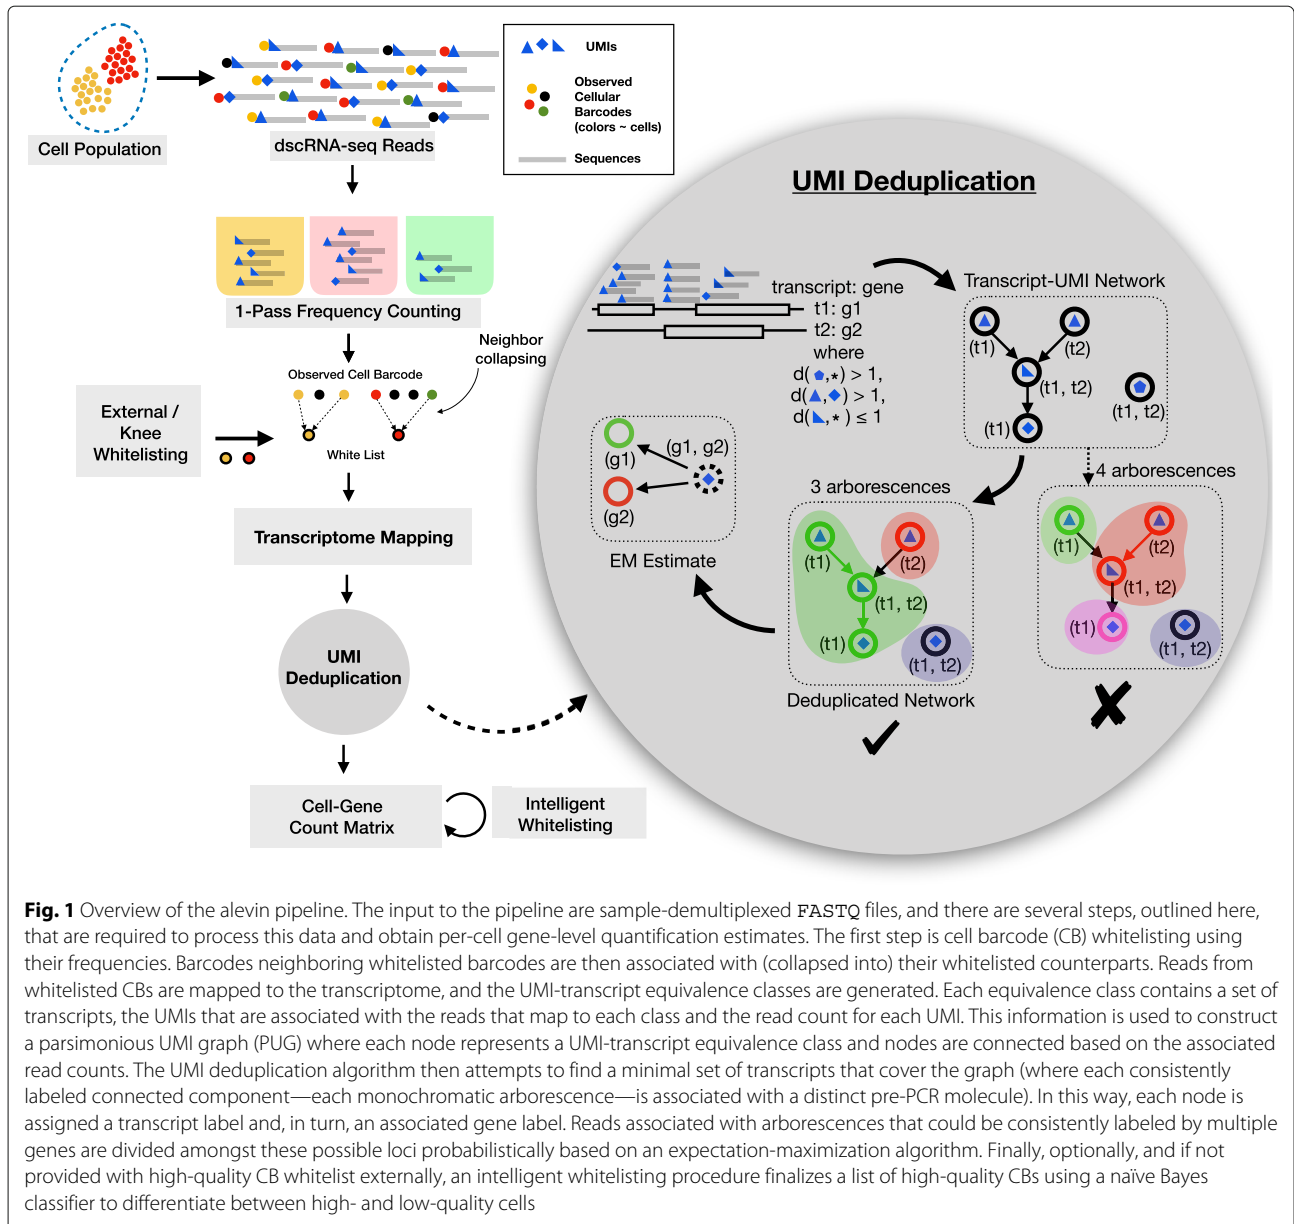 UMIs
Observed
Cellular
Barcodes
(colors ~ cells)
Sequences
Cell Population
dscRNA-seq Reads
1-Pass Frequency Counting
Neighbor
collapsing
Observed Cell Barcode
External /
Knee
Whitelisting
White List
Transcriptome Mapping
UMI
Deduplication
Cell-Gene
Count Matrix
Intelligent
Whitelisting
UMI Deduplication
transcript: gene
t1: g1
t2: g2
where
d( ,*) > 1,
d( , ) > 1,
d( ,*) ≤ 1
Transcript-UMI Network
(t1)
(t2)
(t1, t2)
(t1, t2)
(t1)
4 arborescences
(t1)
(t2)
(t1, t2)
(t1)
(t1, t2)
3 arborescences
(t1)
(t2)
(t1, t2)
(t1)
(t1, t2)
Deduplicated Network
(g1, g2)
(g1)
(g2)
EM Estimate
Fig. 1 Overview of the alevin pipeline. The input to the pipeline are sample-demultiplexed FASTQ files, and there are several steps, outlined here,
that are required to process this data and obtain per-cell gene-level quantification estimates. The first step is cell barcode (CB) whitelisting using
their frequencies. Barcodes neighboring whitelisted barcodes are then associated with (collapsed into) their whitelisted counterparts. Reads from
whitelisted CBs are mapped to the transcriptome, and the UMI-transcript equivalence classes are generated. Each equivalence class contains a set of
transcripts, the UMIs that are associated with the reads that map to each class and the read count for each UMI. This information is used to construct
a parsimonious UMI graph (PUG) where each node represents a UMI-transcript equivalence class and nodes are connected based on the associated
read counts. The UMI deduplication algorithm then attempts to find a minimal set of transcripts that cover the graph (where each consistently
labeled connected component—each monochromatic arborescence—is associated with a distinct pre-PCR molecule). In this way, each node is
assigned a transcript label and, in turn, an associated gene label. Reads associated with arborescences that could be consistently labeled by multiple
genes are divided amongst these possible loci probabilistically based on an expectation-maximization algorithm. Finally, optionally, and if not
provided with high-quality CB whitelist externally, an intelligent whitelisting procedure finalizes a list of high-quality CBs using a naïve Bayes
classifier to differentiate between high- and low-quality cells